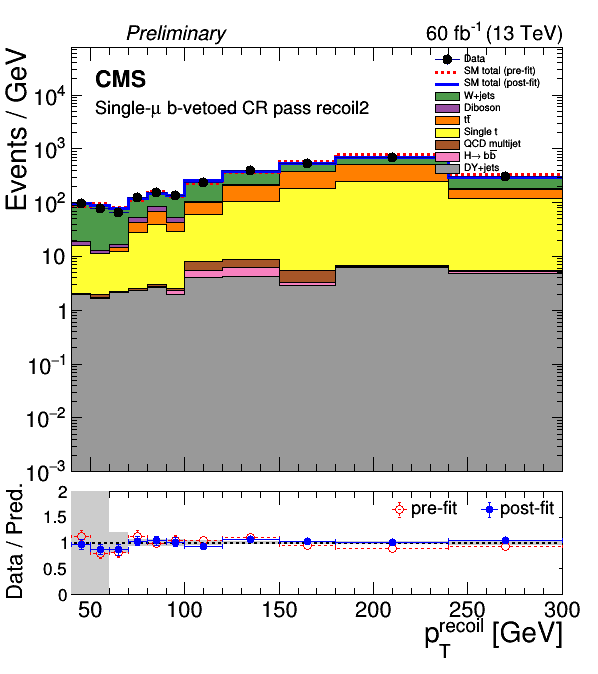 Preliminary 60 fb⁻¹ (13 TeV)
Events / GeV
CMS
Single-μ b-vetoed CR pass recoil2
Data
SM total (pre-fit)
SM total (post-fit)
W+jets
Diboson
tt̅
Single t
QCD multijet
H→ bb̅
DY+jets
10⁴
10³
10²
10
1
10⁻¹
10⁻²
10⁻³
Data / Pred.
pre-fit post-fit
2
1.5
1
0.5
0
50 100 150 200 250 300
p_T^recoil [GeV]